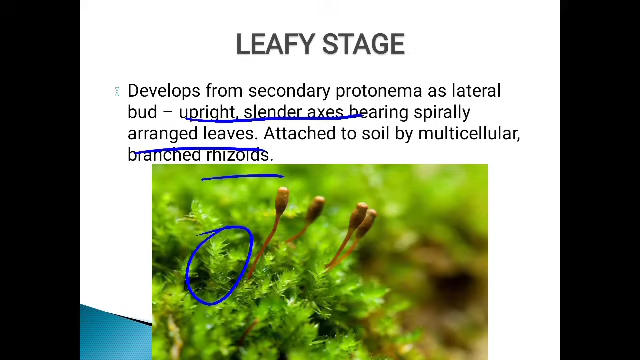 LEAFY STAGE
Develops from secondary protonema as lateral
bud – upright, slender axes bearing spirally
arranged leaves. Attached to soil by multicellular,
branched rhizoids.